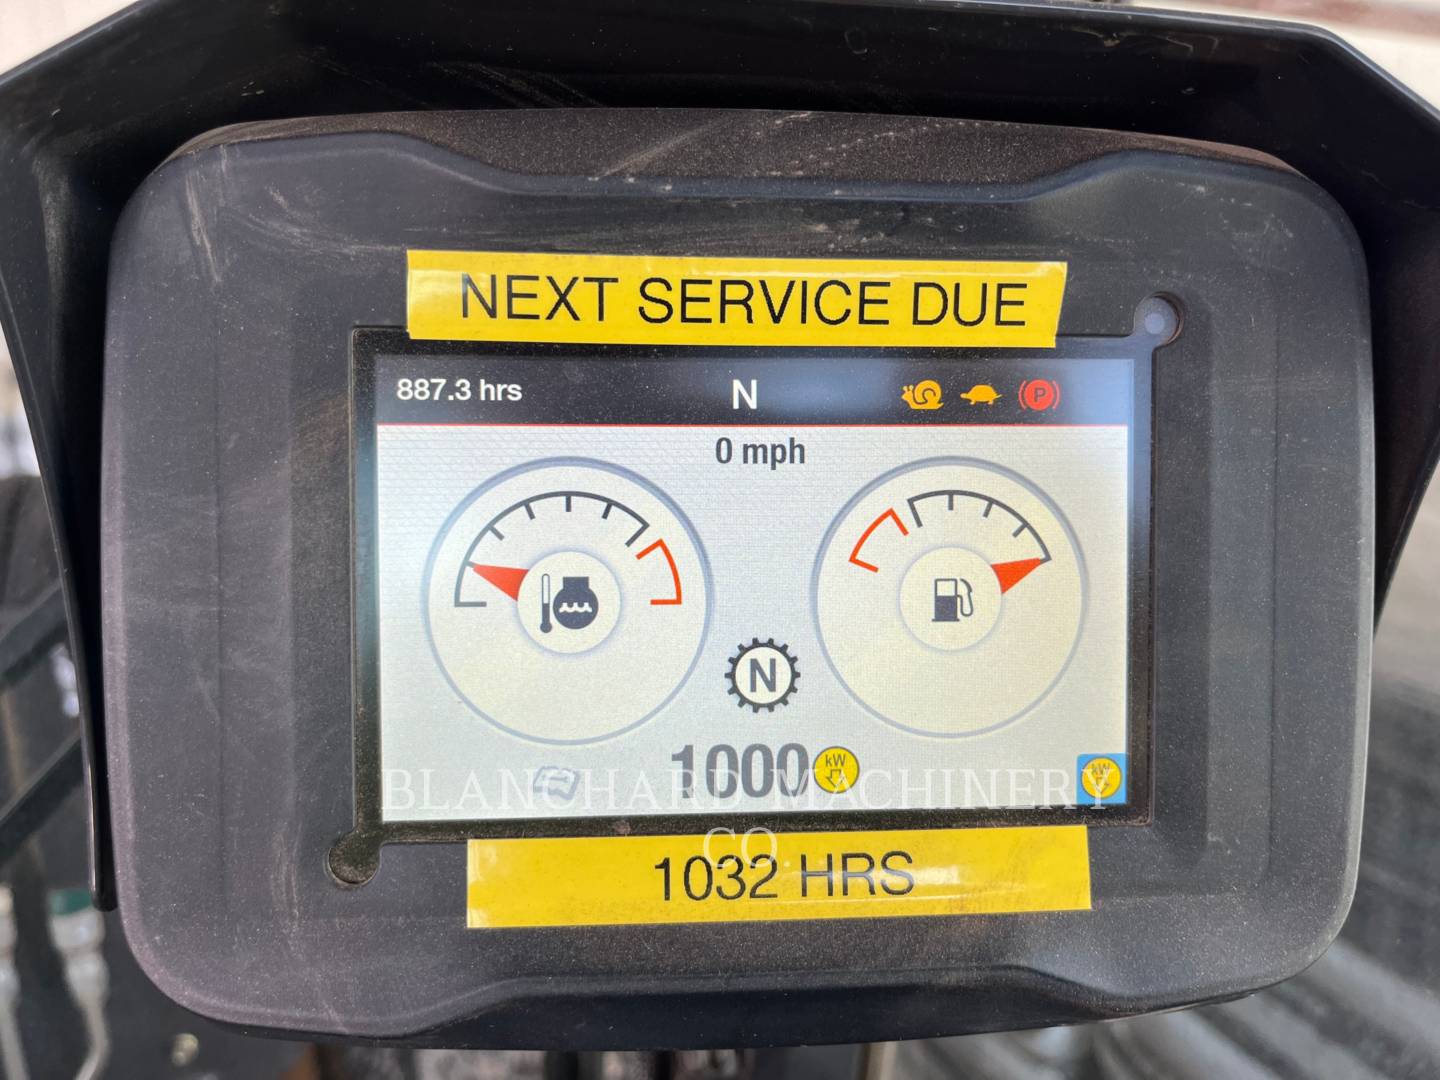 NEXT SERVICE DUE
887.3 hrs N P
0 mph
N
1000 kW
kW
BLANCHARD MACHINERY
CO.
1032 HRS